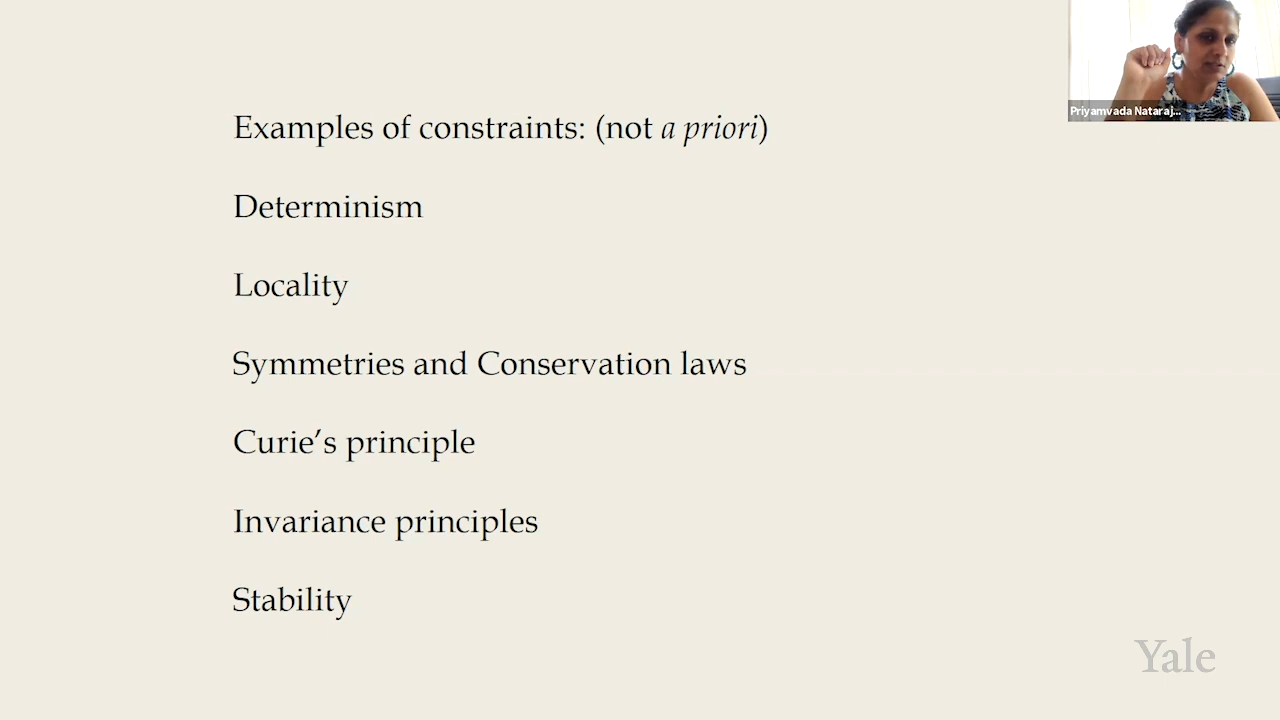 Examples of constraints: (not a priori)
Determinism
Locality
Symmetries and Conservation laws
Curie’s principle
Invariance principles
Stability
Priyamvada Nataraj...
Yale